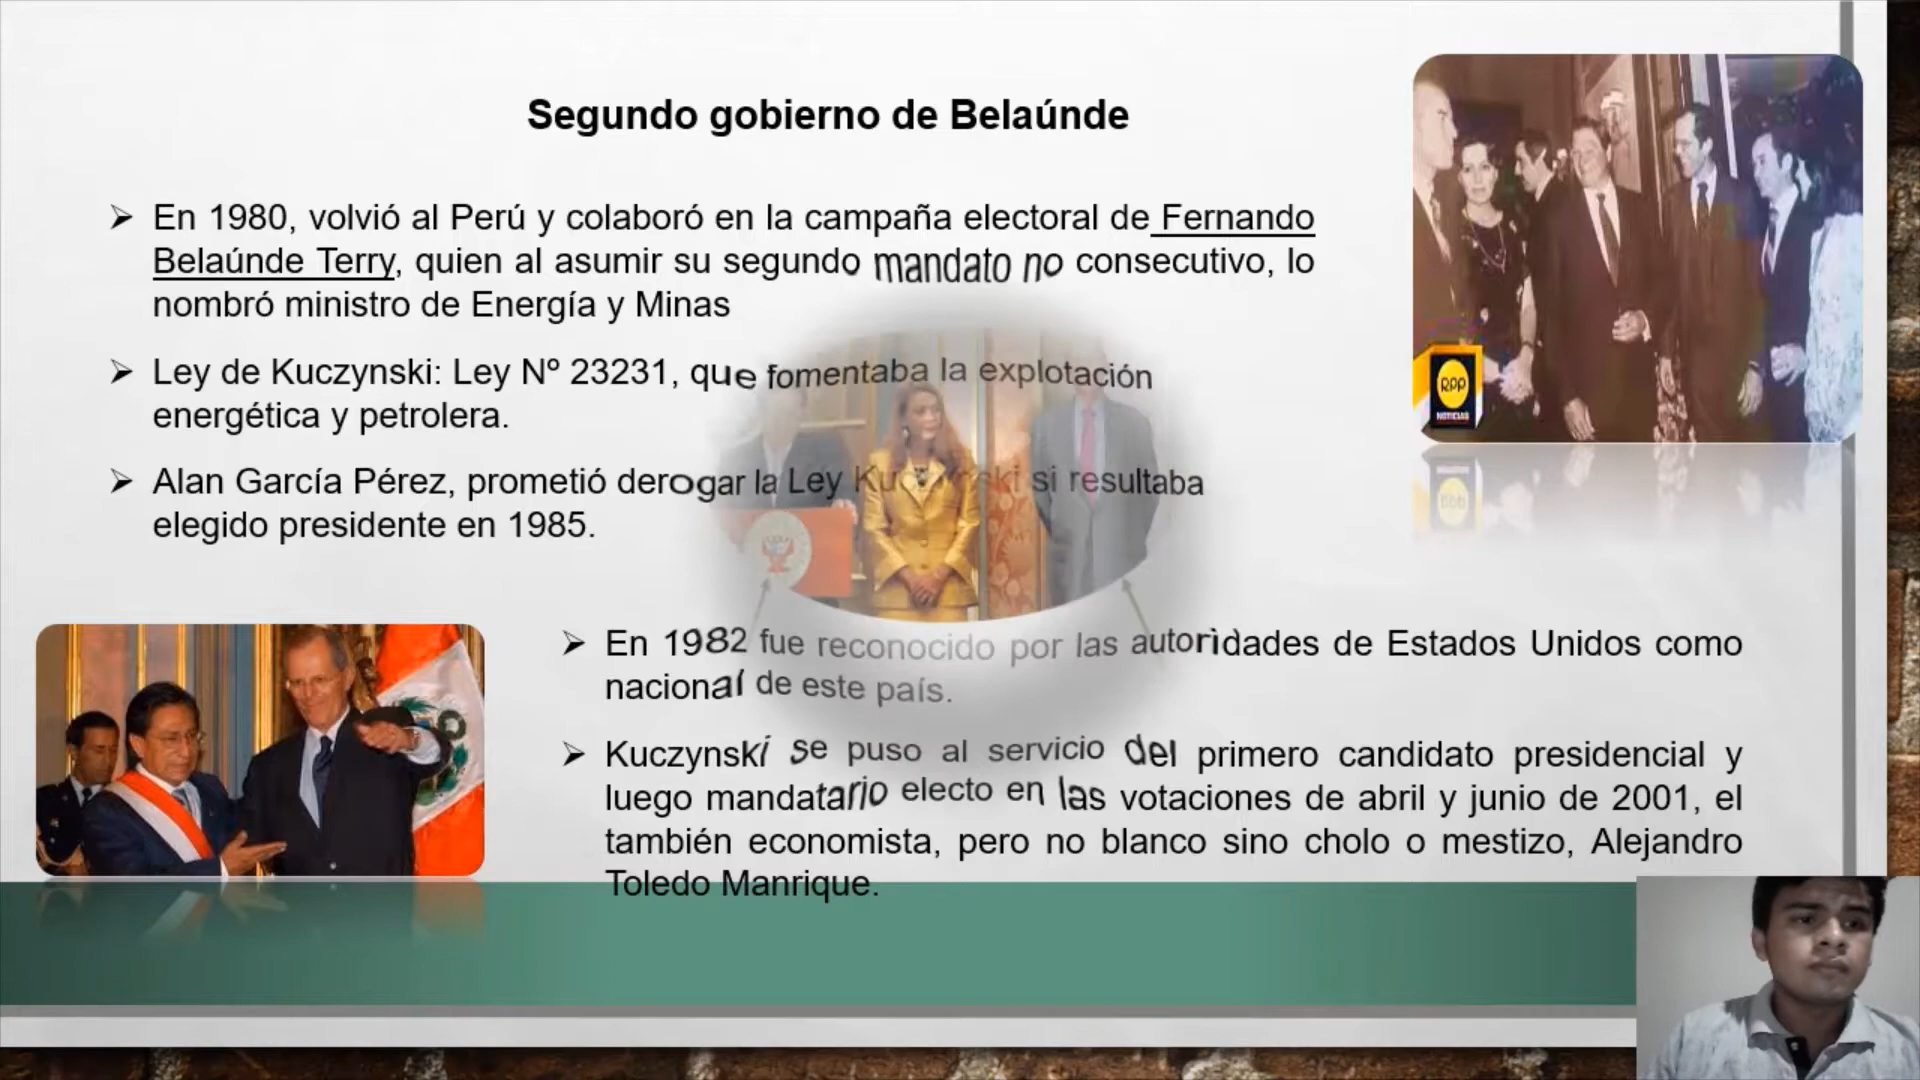 Segundo gobierno de Belaúnde
En 1980, volvió al Perú y colaboró en la campaña electoral de Fernando
Belaúnde Terry, quien al asumir su segundo mandato no consecutivo, lo
nombró ministro de Energía y Minas
Ley de Kuczynski: Ley Nº 23231, que fomentaba la explotación
energética y petrolera.
Alan García Pérez, prometió derogar la Ley Kuczynski si resultaba
elegido presidente en 1985.
RPP
NOTICIAS
En 1982 fue reconocido por las autoridades de Estados Unidos como
nacional de este país.
Kuczynski se puso al servicio del primero candidato presidencial y
luego mandatario electo en las votaciones de abril y junio de 2001, el
también economista, pero no blanco sino cholo o mestizo, Alejandro
Toledo Manrique.